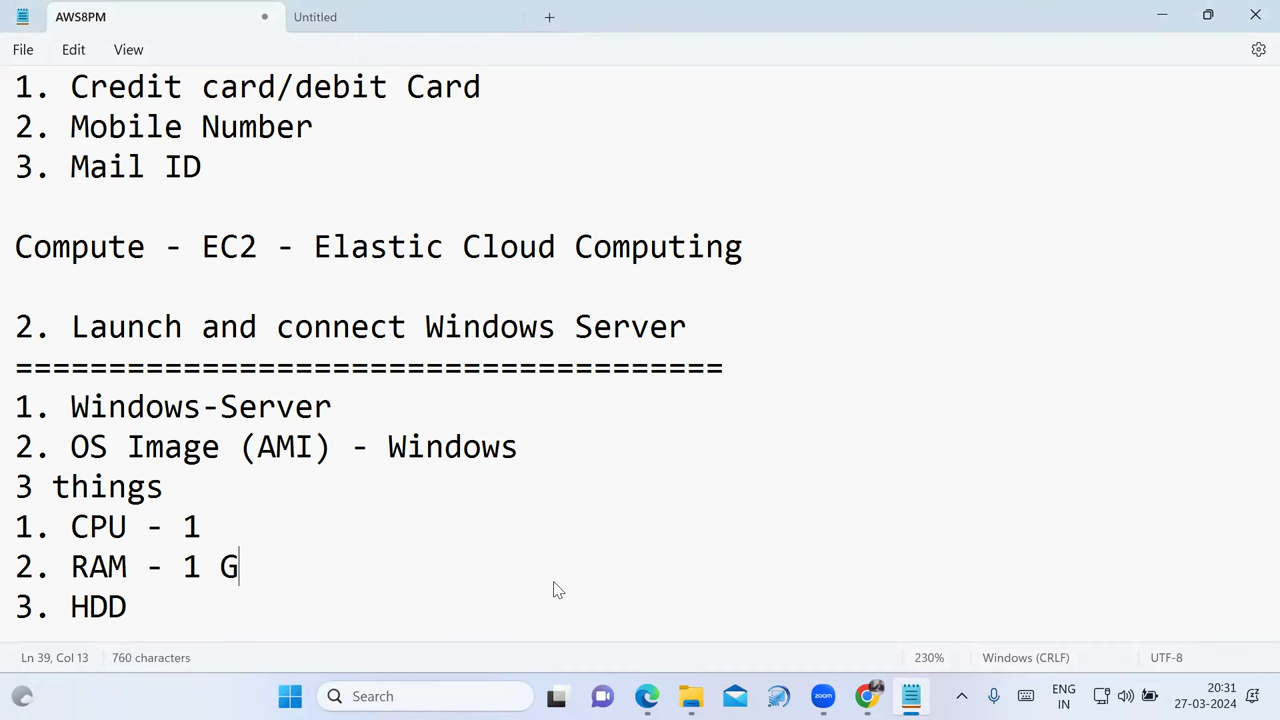 AWS8PM
Untitled
File Edit View
1. Credit card/debit Card
2. Mobile Number
3. Mail ID
Compute - EC2 - Elastic Cloud Computing
2. Launch and connect Windows Server
======================================
1. Windows-Server
2. OS Image (AMI) - Windows
3 things
1. CPU - 1
2. RAM - 1 G
3. HDD
Ln 39, Col 13 760 characters 230% Windows (CRLF) UTF-8
Search
zoom
ENG
IN
20:31
27-03-2024